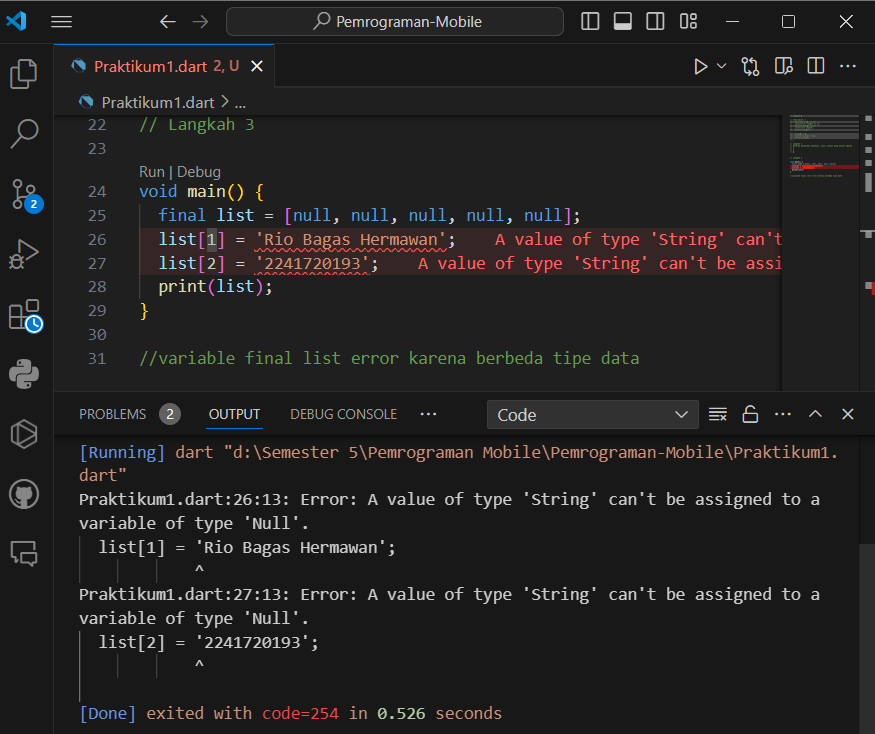 Pemrograman-Mobile
Praktikum1.dart 2, U
Praktikum1.dart > ...
22 // Langkah 3
23
Run | Debug
24 void main() {
25 final list = [null, null, null, null, null];
26 list[1] = 'Rio Bagas Hermawan'; A value of type 'String' can't
27 list[2] = '2241720193'; A value of type 'String' can't be assi
28 print(list);
29 }
30
31 //variable final list error karena berbeda tipe data
2
PROBLEMS 2 OUTPUT DEBUG CONSOLE ··· Code
[Running] dart "d:\Semester 5\Pemrograman Mobile\Pemrograman-Mobile\Praktikum1.
dart"
Praktikum1.dart:26:13: Error: A value of type 'String' can't be assigned to a
variable of type 'Null'.
list[1] = 'Rio Bagas Hermawan';
^
Praktikum1.dart:27:13: Error: A value of type 'String' can't be assigned to a
variable of type 'Null'.
list[2] = '2241720193';
^
[Done] exited with code=254 in 0.526 seconds